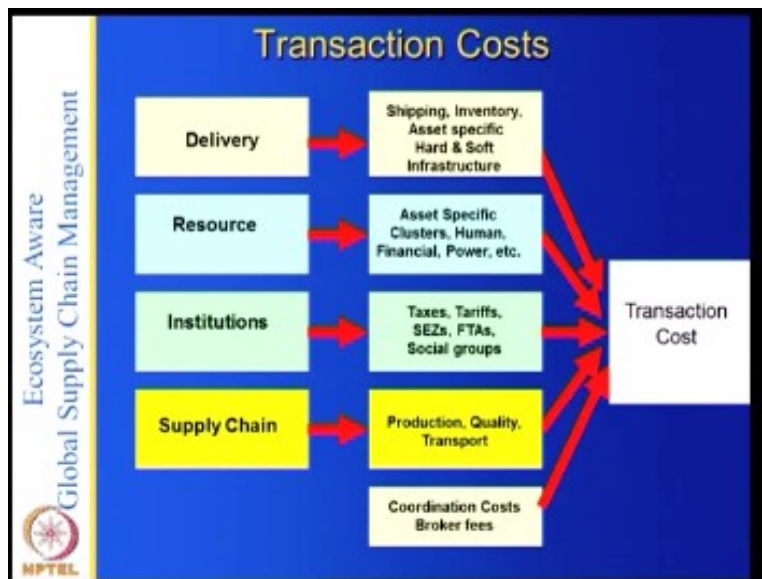 Transaction Costs
Ecosystem Aware
Global Supply Chain Management
Delivery
Shipping, Inventory,
Asset specific
Hard & Soft
Infrastructure
Resource
Asset Specific
Clusters, Human,
Financial, Power, etc.
Institutions
Taxes, Tariffs,
SEZs, FTAs,
Social groups
Supply Chain
Production, Quality,
Transport
Coordination Costs
Broker fees
Transaction
Cost
NPTEL